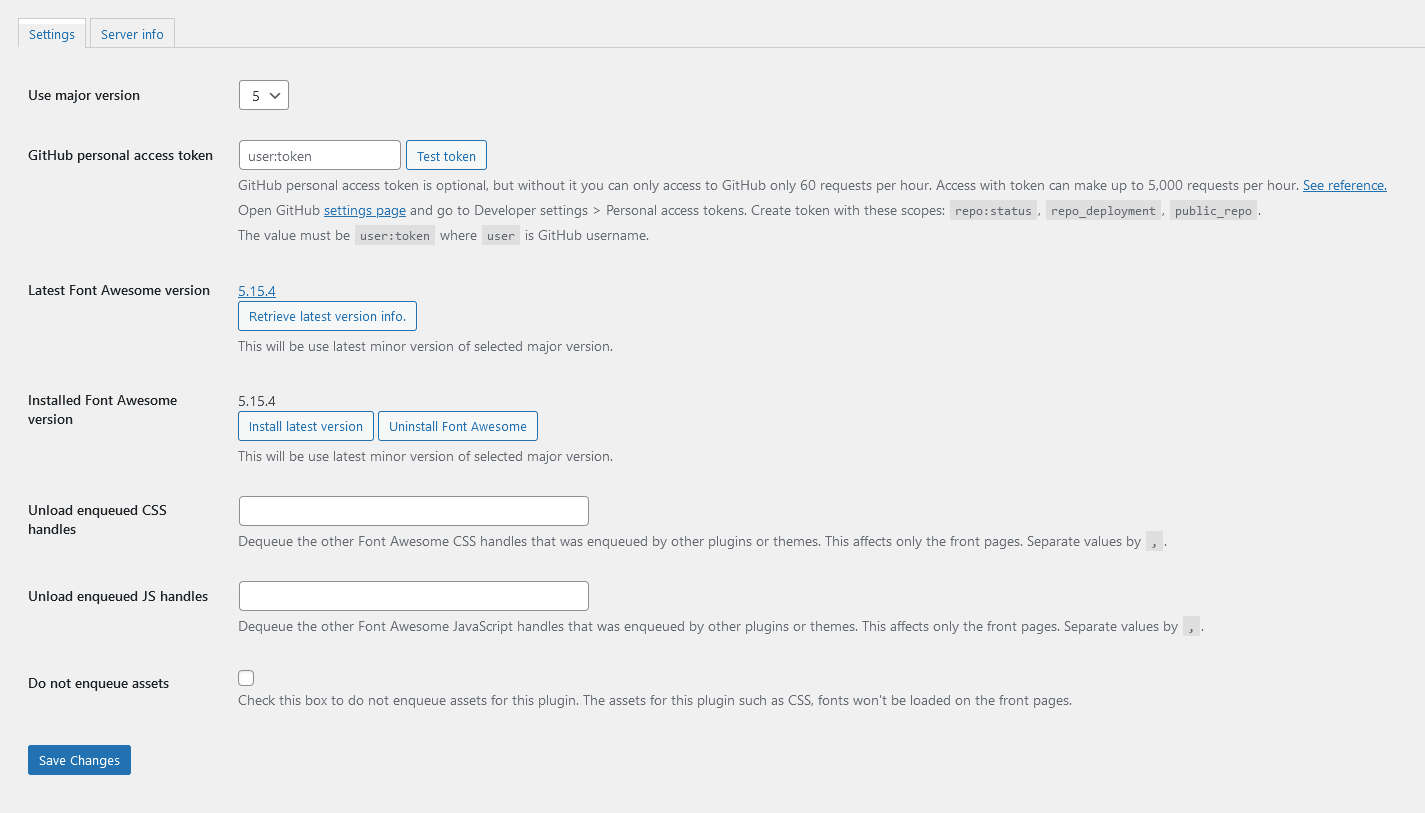 Settings Server info
Use major version 5
GitHub personal access token user:token Test token
GitHub personal access token is optional, but without it you can only access to GitHub only 60 requests per hour. Access with token can make up to 5,000 requests per hour. See reference.
Open GitHub settings page and go to Developer settings > Personal access tokens. Create token with these scopes: repo:status, repo_deployment, public_repo.
The value must be user:token where user is GitHub username.
Latest Font Awesome version 5.15.4
Retrieve latest version info.
This will be use latest minor version of selected major version.
Installed Font Awesome version 5.15.4
Install latest version Uninstall Font Awesome
This will be use latest minor version of selected major version.
Unload enqueued CSS handles
Dequeue the other Font Awesome CSS handles that was enqueued by other plugins or themes. This affects only the front pages. Separate values by ,.
Unload enqueued JS handles
Dequeue the other Font Awesome JavaScript handles that was enqueued by other plugins or themes. This affects only the front pages. Separate values by ,.
Do not enqueue assets
Check this box to do not enqueue assets for this plugin. The assets for this plugin such as CSS, fonts won't be loaded on the front pages.
Save Changes